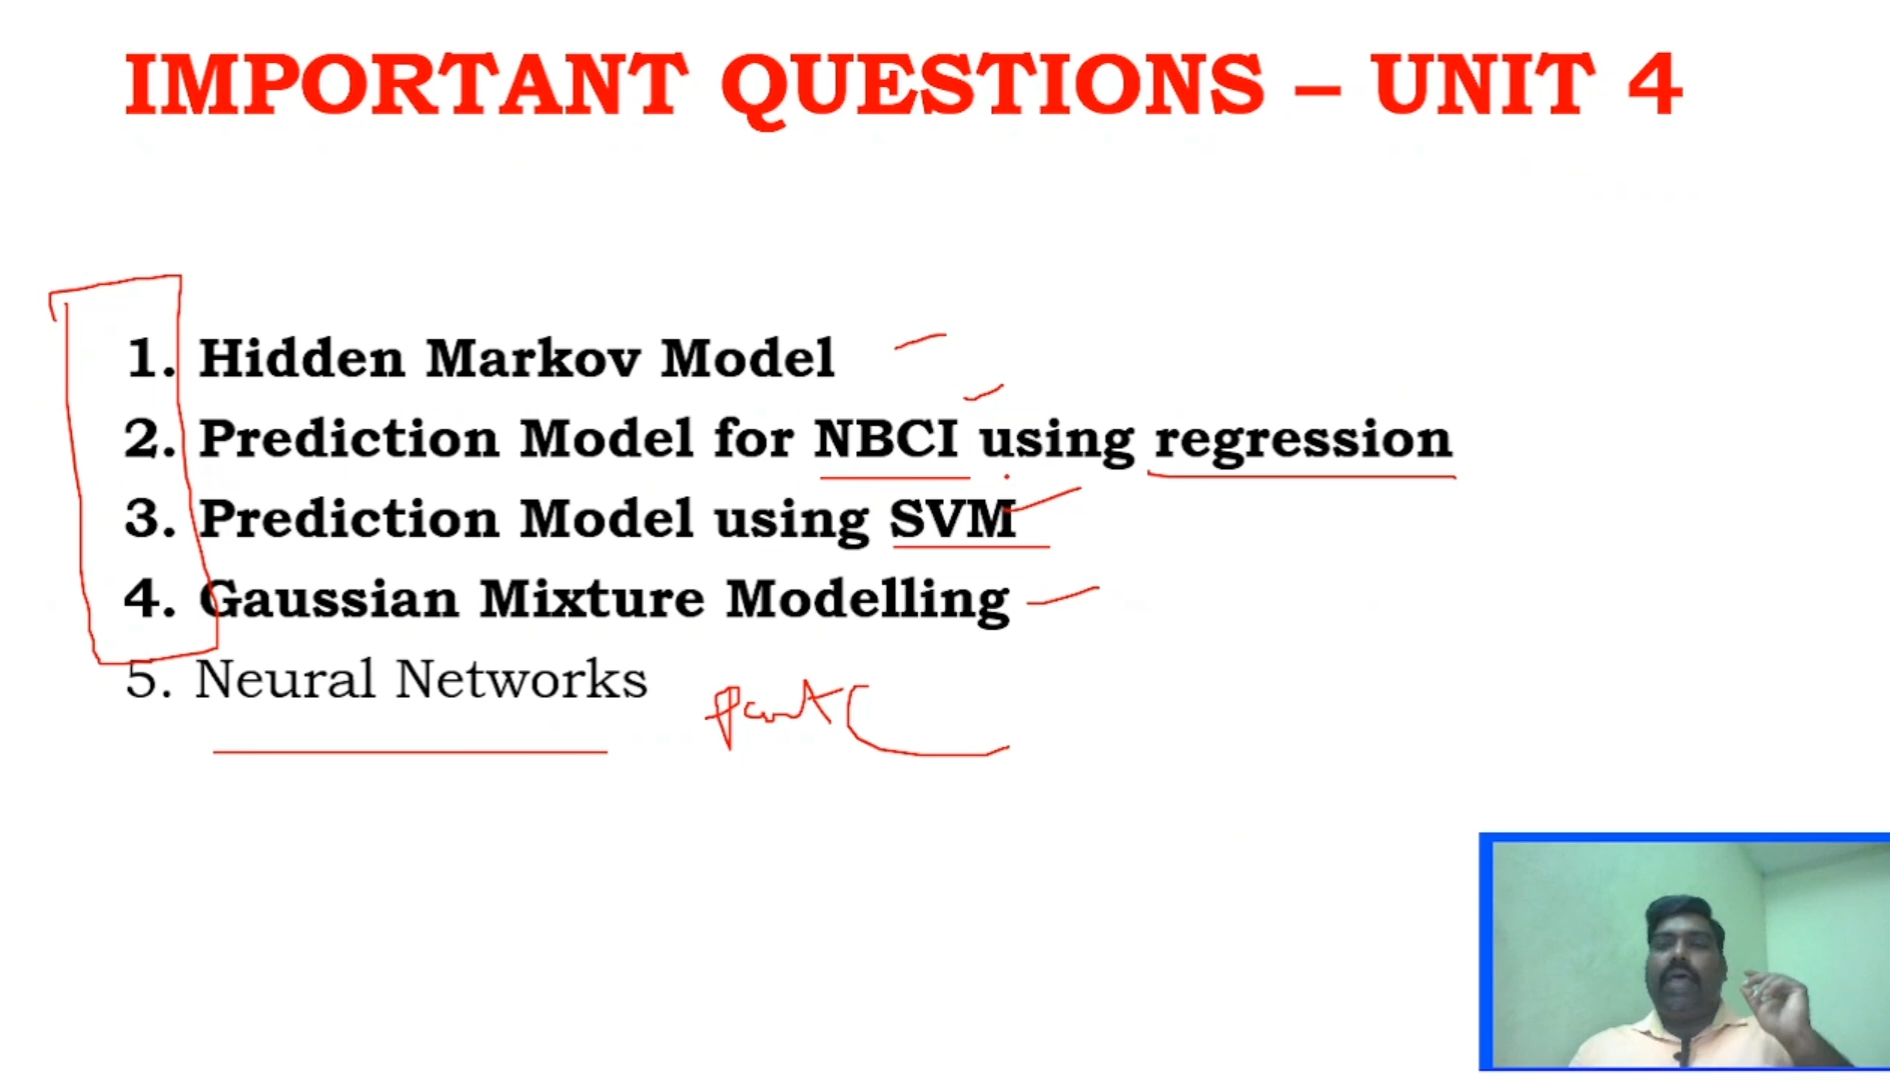 IMPORTANT QUESTIONS – UNIT 4
1. Hidden Markov Model
2. Prediction Model for NBCI using regression
3. Prediction Model using SVM
4. Gaussian Mixture Modelling
5. Neural Networks
part C